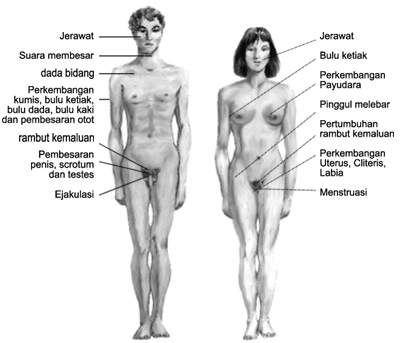 Jerawat
Suara membesar
dada bidang
Perkembangan
kumis, bulu ketiak,
bulu dada, bulu kaki
dan pembesaran otot
rambut kemaluan
Pembesaran
penis, scrotum
dan testes
Ejakulasi
Jerawat
Bulu ketiak
Perkembangan
Payudara
Pinggul melebar
Pertumbuhan
rambut kemaluan
Perkembangan
Uterus, Cliteris,
Labia
Menstruasi